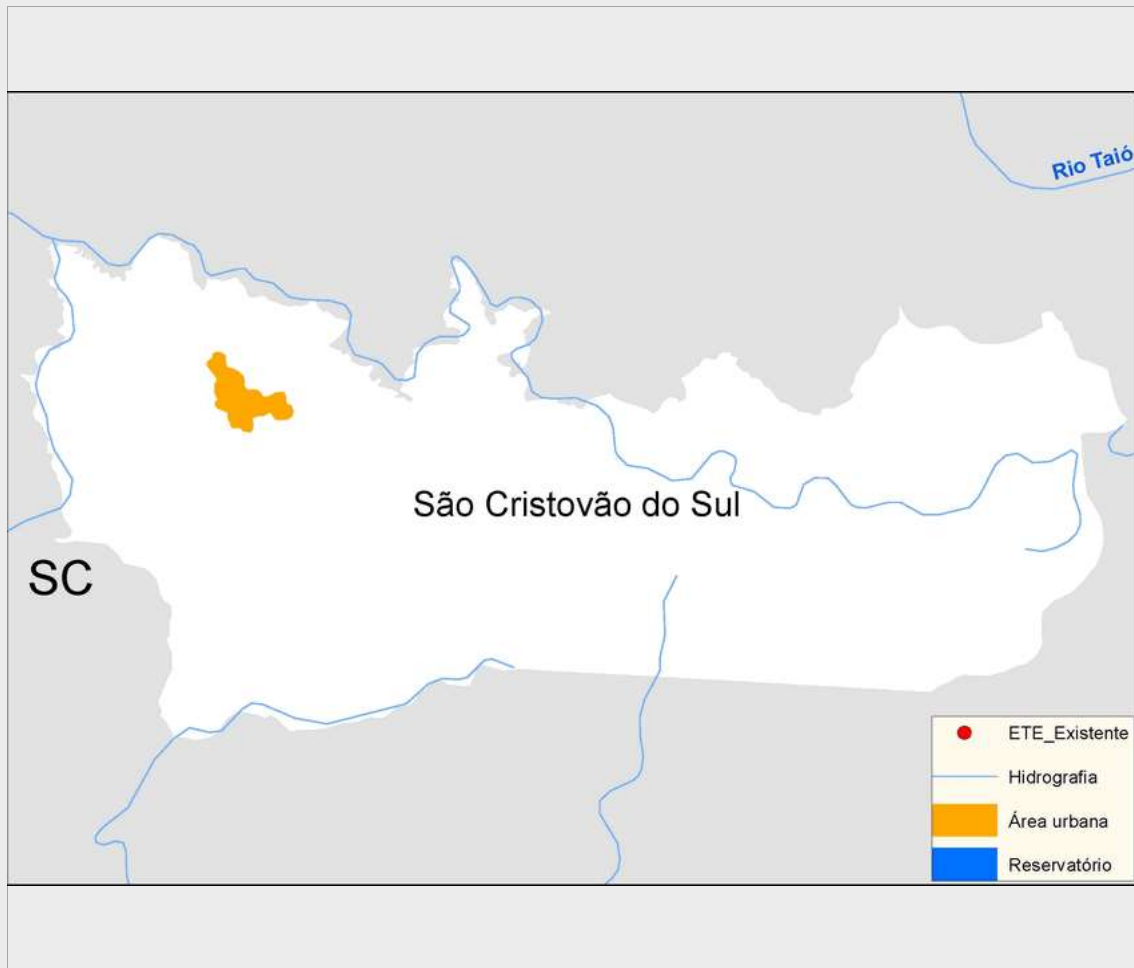 Rio Taió
São Cristovão do Sul
SC
ETE_Existente
Hidrografia
Área urbana
Reservatório